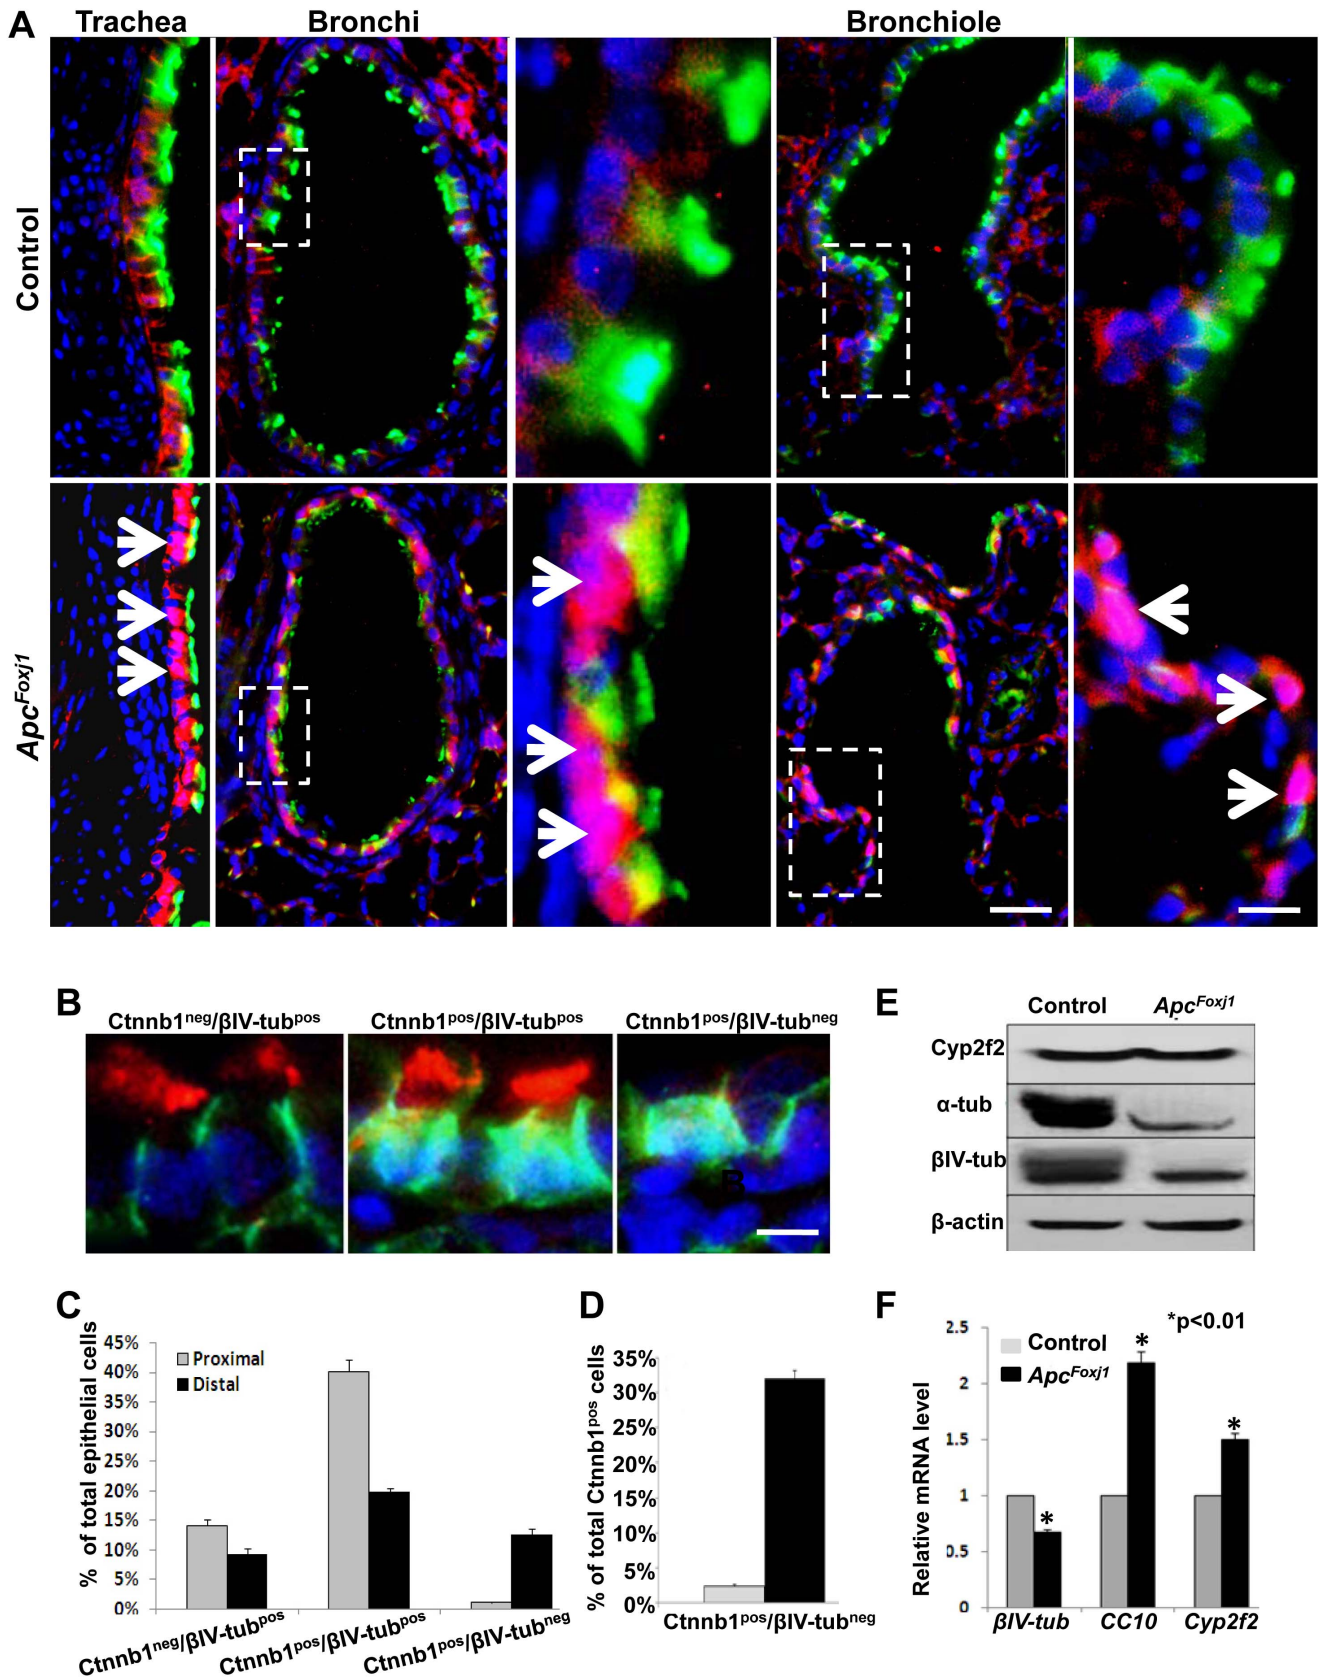 A
Trachea
Bronchi
Bronchiole
Control
Apc^Foxj1
B
Ctnnb1^neg/βIV-tub^pos
Ctnnb1^pos/βIV-tub^pos
Ctnnb1^pos/βIV-tub^neg
B
E
Control
Apc^Foxj1
Cyp2f2
α-tub
βIV-tub
β-actin
C
% of total epithelial cells
45%
40%
35%
30%
25%
20%
15%
10%
5%
0%
Proximal
Distal
Ctnnb1^neg/βIV-tub^pos
Ctnnb1^pos/βIV-tub^pos
Ctnnb1^pos/βIV-tub^neg
D
% of total Ctnnb1^pos cells
35%
30%
25%
20%
15%
10%
5%
0%
Ctnnb1^pos/βIV-tub^neg
F
Relative mRNA level
2.5
2
1.5
1
0.5
0
Control
Apc^Foxj1
*p<0.01
*
*
*
βIV-tub
CC10
Cyp2f2